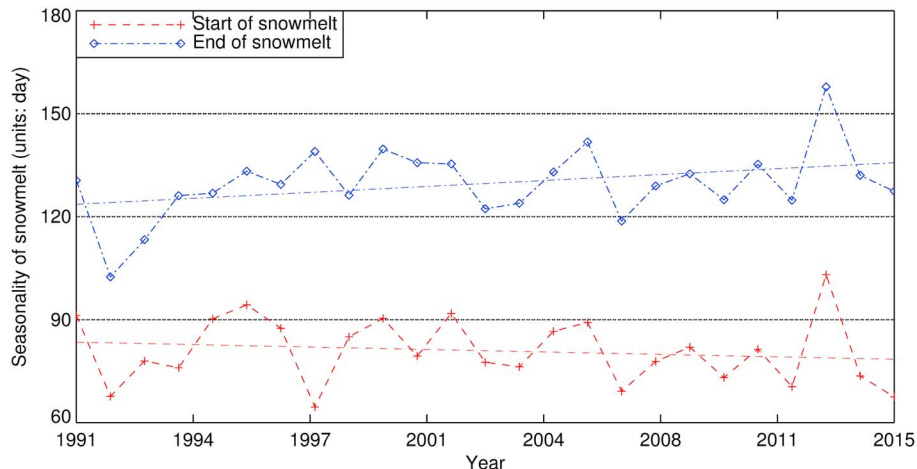 180
150
120
90
60
Seasonality of snowmelt (units: day)
Start of snowmelt
End of snowmelt
1991 1994 1997 2001 2004 2008 2011 2015
Year